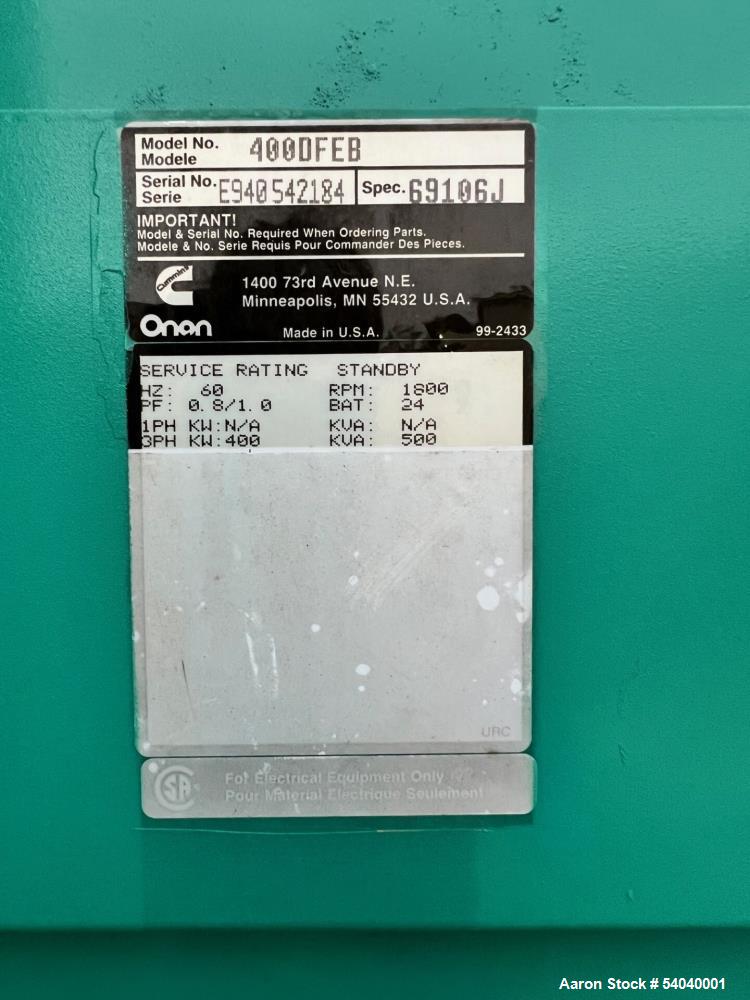 Model No.
Modele
400DFEB
Serial No.
Serie
E940542184
Spec. 69106J
IMPORTANT!
Model & Serial No. Required When Ordering Parts.
Modele & No. Serie Requis Pour Commander Des Pieces.
Cummins
Onan
1400 73rd Avenue N.E.
Minneapolis, MN 55432 U.S.A.
Made in U.S.A.
99-2433
SERVICE RATING STANDBY
HZ: 60 RPM: 1800
PF: 0.8/1.0 BAT: 24
1PH KW:N/A KVA: N/A
3PH KW:400 KVA: 500
URC
SA
For Electrical Equipment Only
Pour Material Electrique Seulement
Aaron Stock # 54040001